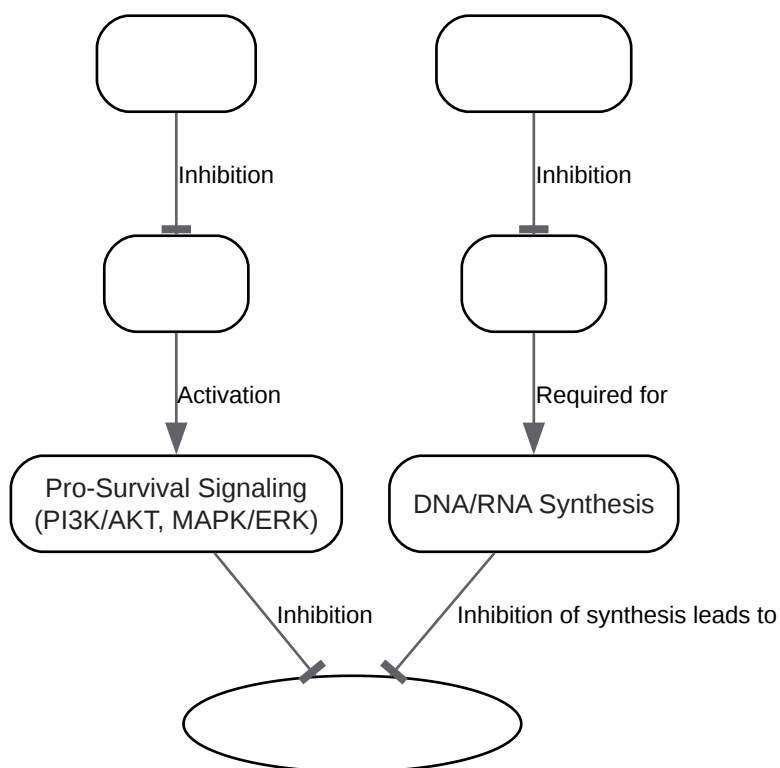 Inhibition
Inhibition
Activation
Required for
Pro-Survival Signaling
(PI3K/AKT, MAPK/ERK)
DNA/RNA Synthesis
Inhibition
Inhibition of synthesis leads to